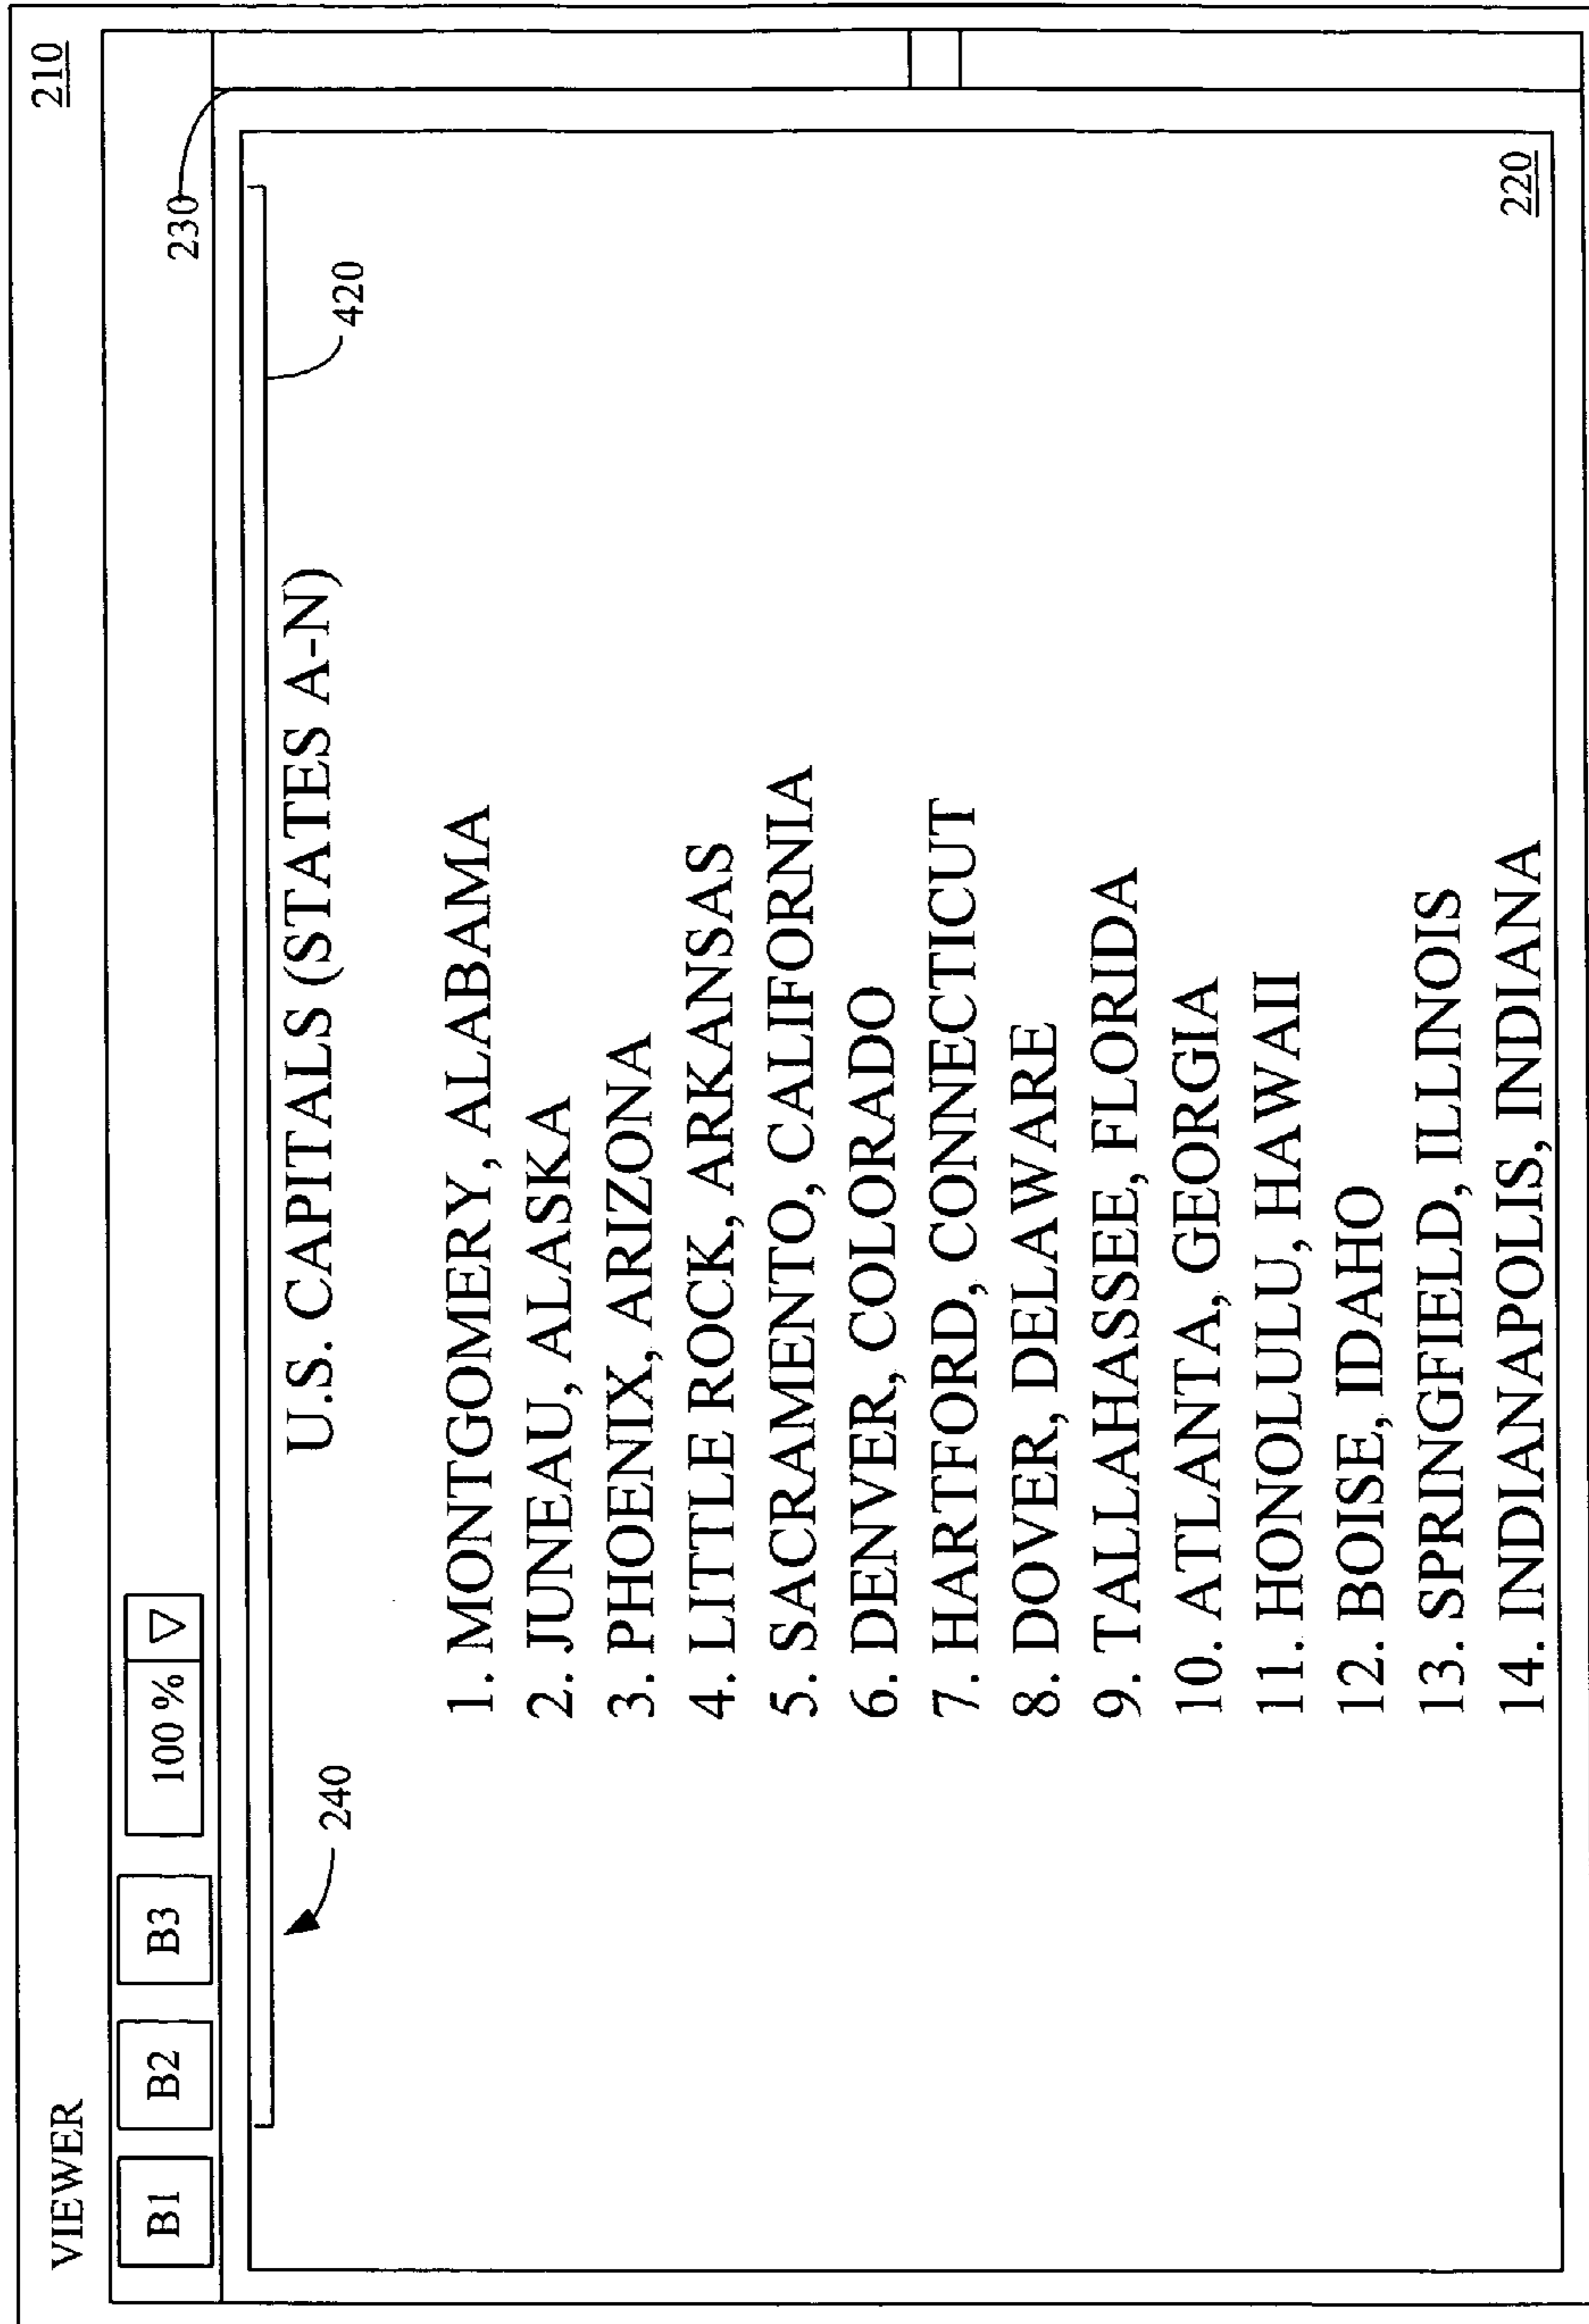 VIEWER
210
B1 B2 B3 100 %
230
240
420
U.S. CAPITALS (STATES A-N)
1. MONTGOMERY, ALABAMA
2. JUNEAU, ALASKA
3. PHOENIX, ARIZONA
4. LITTLE ROCK, ARKANSAS
5. SACRAMENTO, CALIFORNIA
6. DENVER, COLORADO
7. HARTFORD, CONNECTICUT
8. DOVER, DELAWARE
9. TALLAHASSEE, FLORIDA
10. ATLANTA, GEORGIA
11. HONOLULU, HAWAII
12. BOISE, IDAHO
13. SPRINGFIELD, ILLINOIS
14. INDIANAPOLIS, INDIANA
220